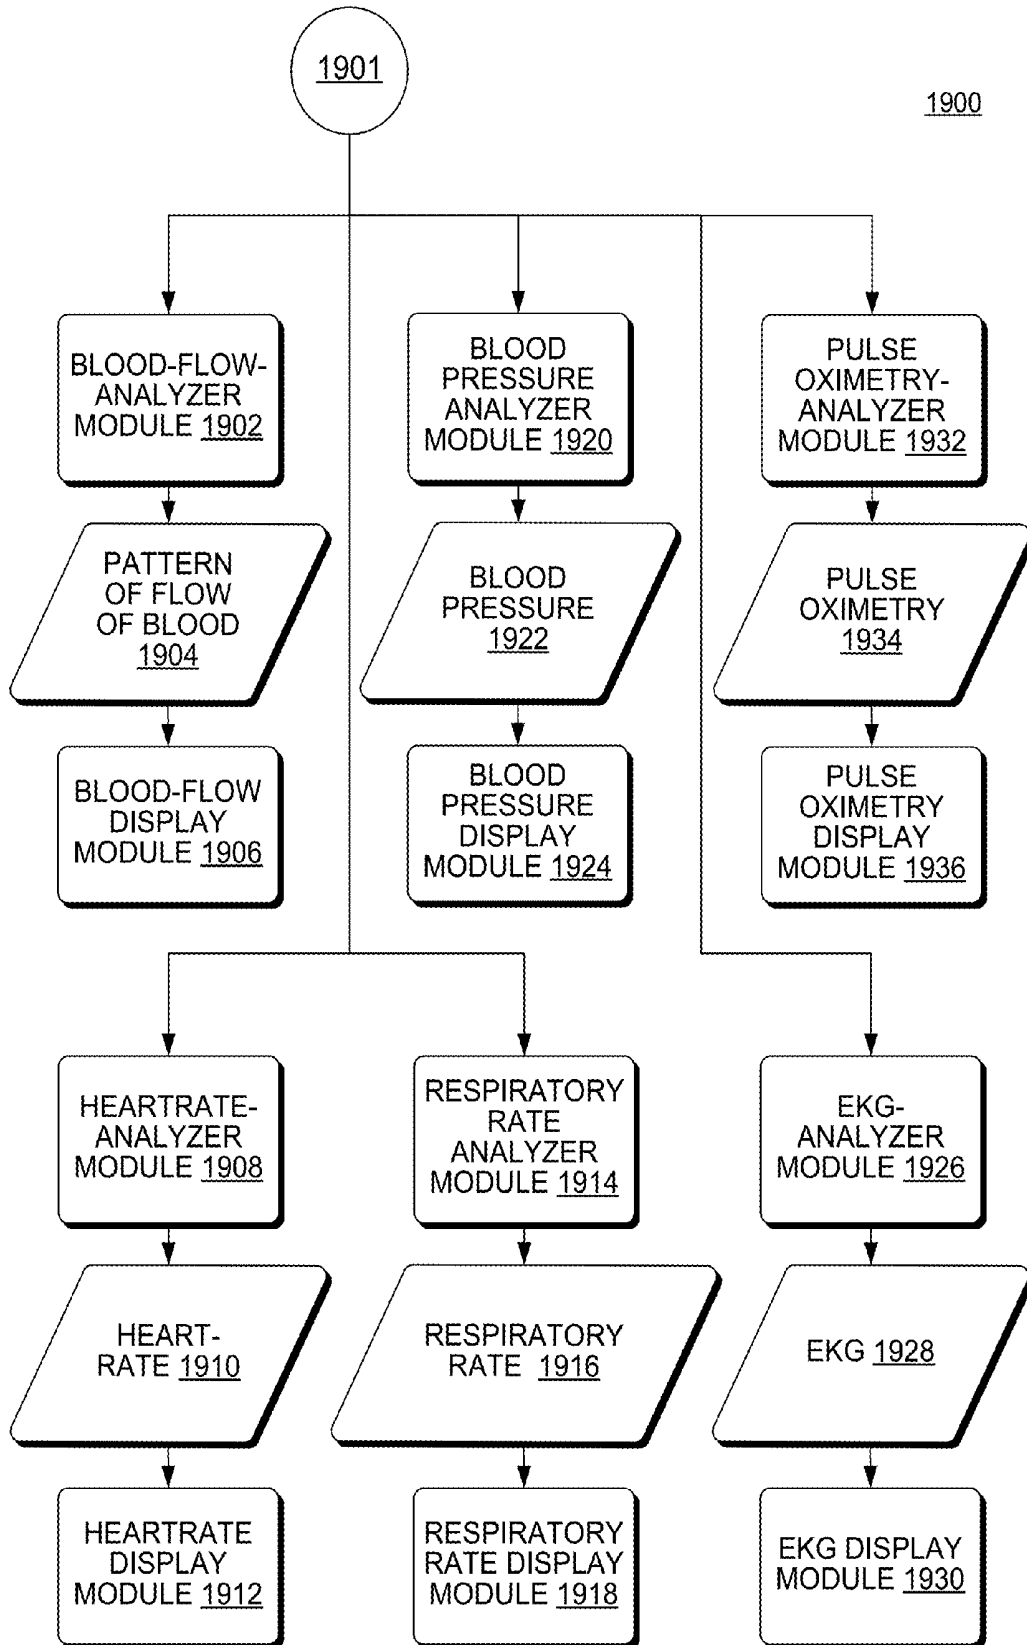 1901
1900
BLOOD-FLOW-
ANALYZER
MODULE 1902
BLOOD
PRESSURE
ANALYZER
MODULE 1920
PULSE
OXIMETRY-
ANALYZER
MODULE 1932
PATTERN
OF FLOW
OF BLOOD
1904
BLOOD
PRESSURE
1922
PULSE
OXIMETRY
1934
BLOOD-FLOW
DISPLAY
MODULE 1906
BLOOD
PRESSURE
DISPLAY
MODULE 1924
PULSE
OXIMETRY
DISPLAY
MODULE 1936
HEARTRATE-
ANALYZER
MODULE 1908
RESPIRATORY
RATE
ANALYZER
MODULE 1914
EKG-
ANALYZER
MODULE 1926
HEART-
RATE 1910
RESPIRATORY
RATE 1916
EKG 1928
HEARTRATE
DISPLAY
MODULE 1912
RESPIRATORY
RATE DISPLAY
MODULE 1918
EKG DISPLAY
MODULE 1930